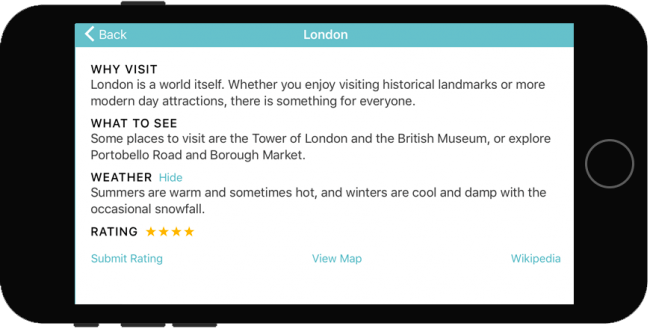 Back
London
WHY VISIT
London is a world itself. Whether you enjoy visiting historical landmarks or more
modern day attractions, there is something for everyone.
WHAT TO SEE
Some places to visit are the Tower of London and the British Museum, or explore
Portobello Road and Borough Market.
WEATHER Hide
Summers are warm and sometimes hot, and winters are cool and damp with the
occasional snowfall.
RATING ★★★★
Submit Rating
View Map
Wikipedia